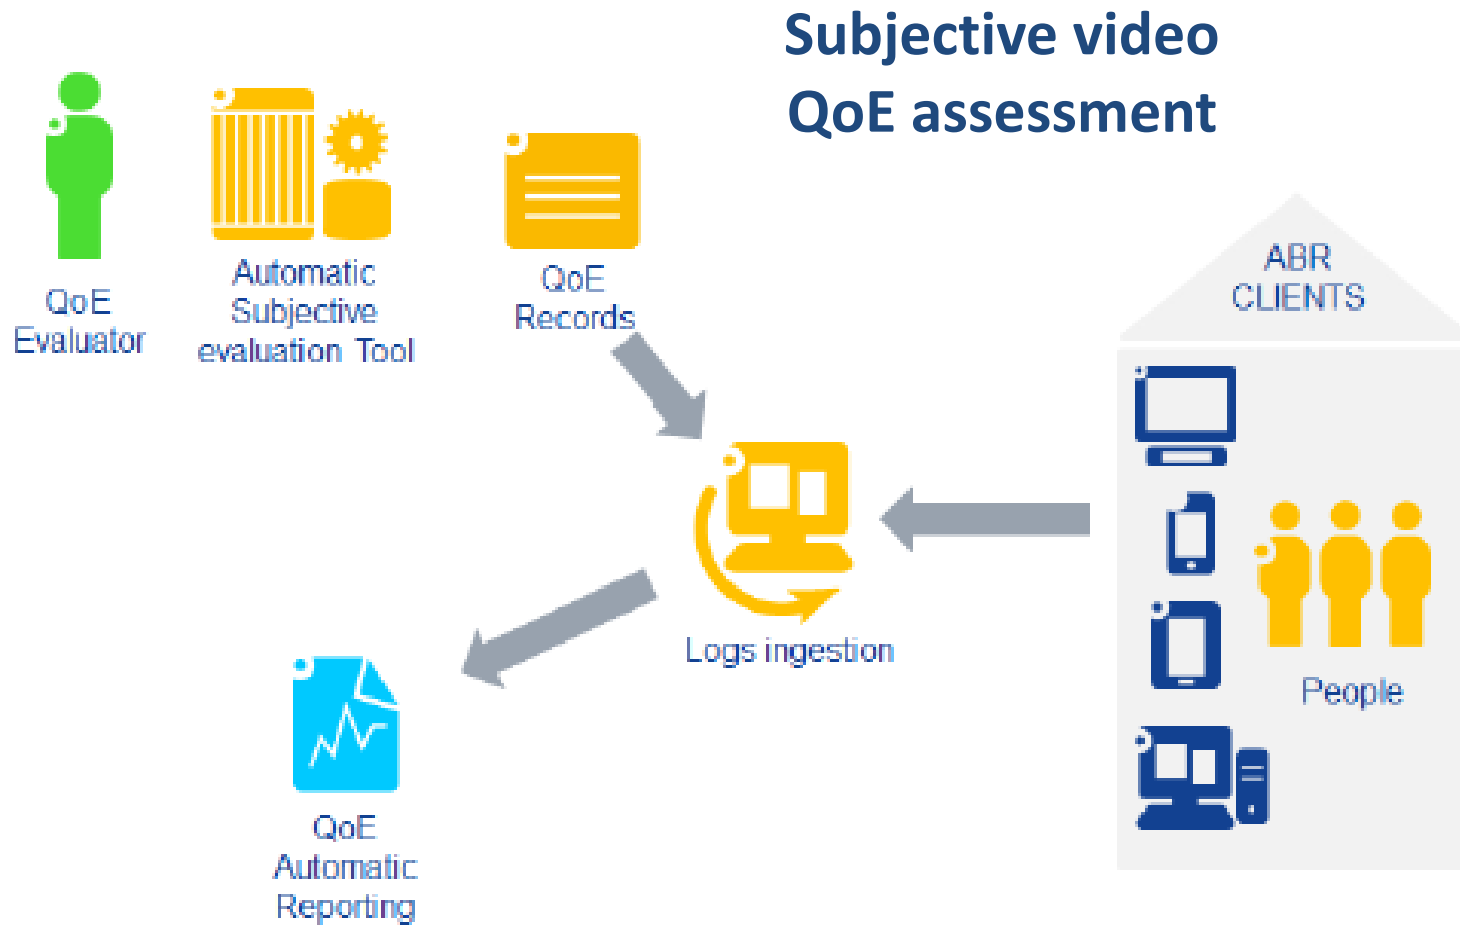 Subjective video
QoE assessment
QoE
Evaluator
Automatic
Subjective
evaluation Tool
QoE
Records
ABR
CLIENTS
Logs ingestion
People
QoE
Automatic
Reporting